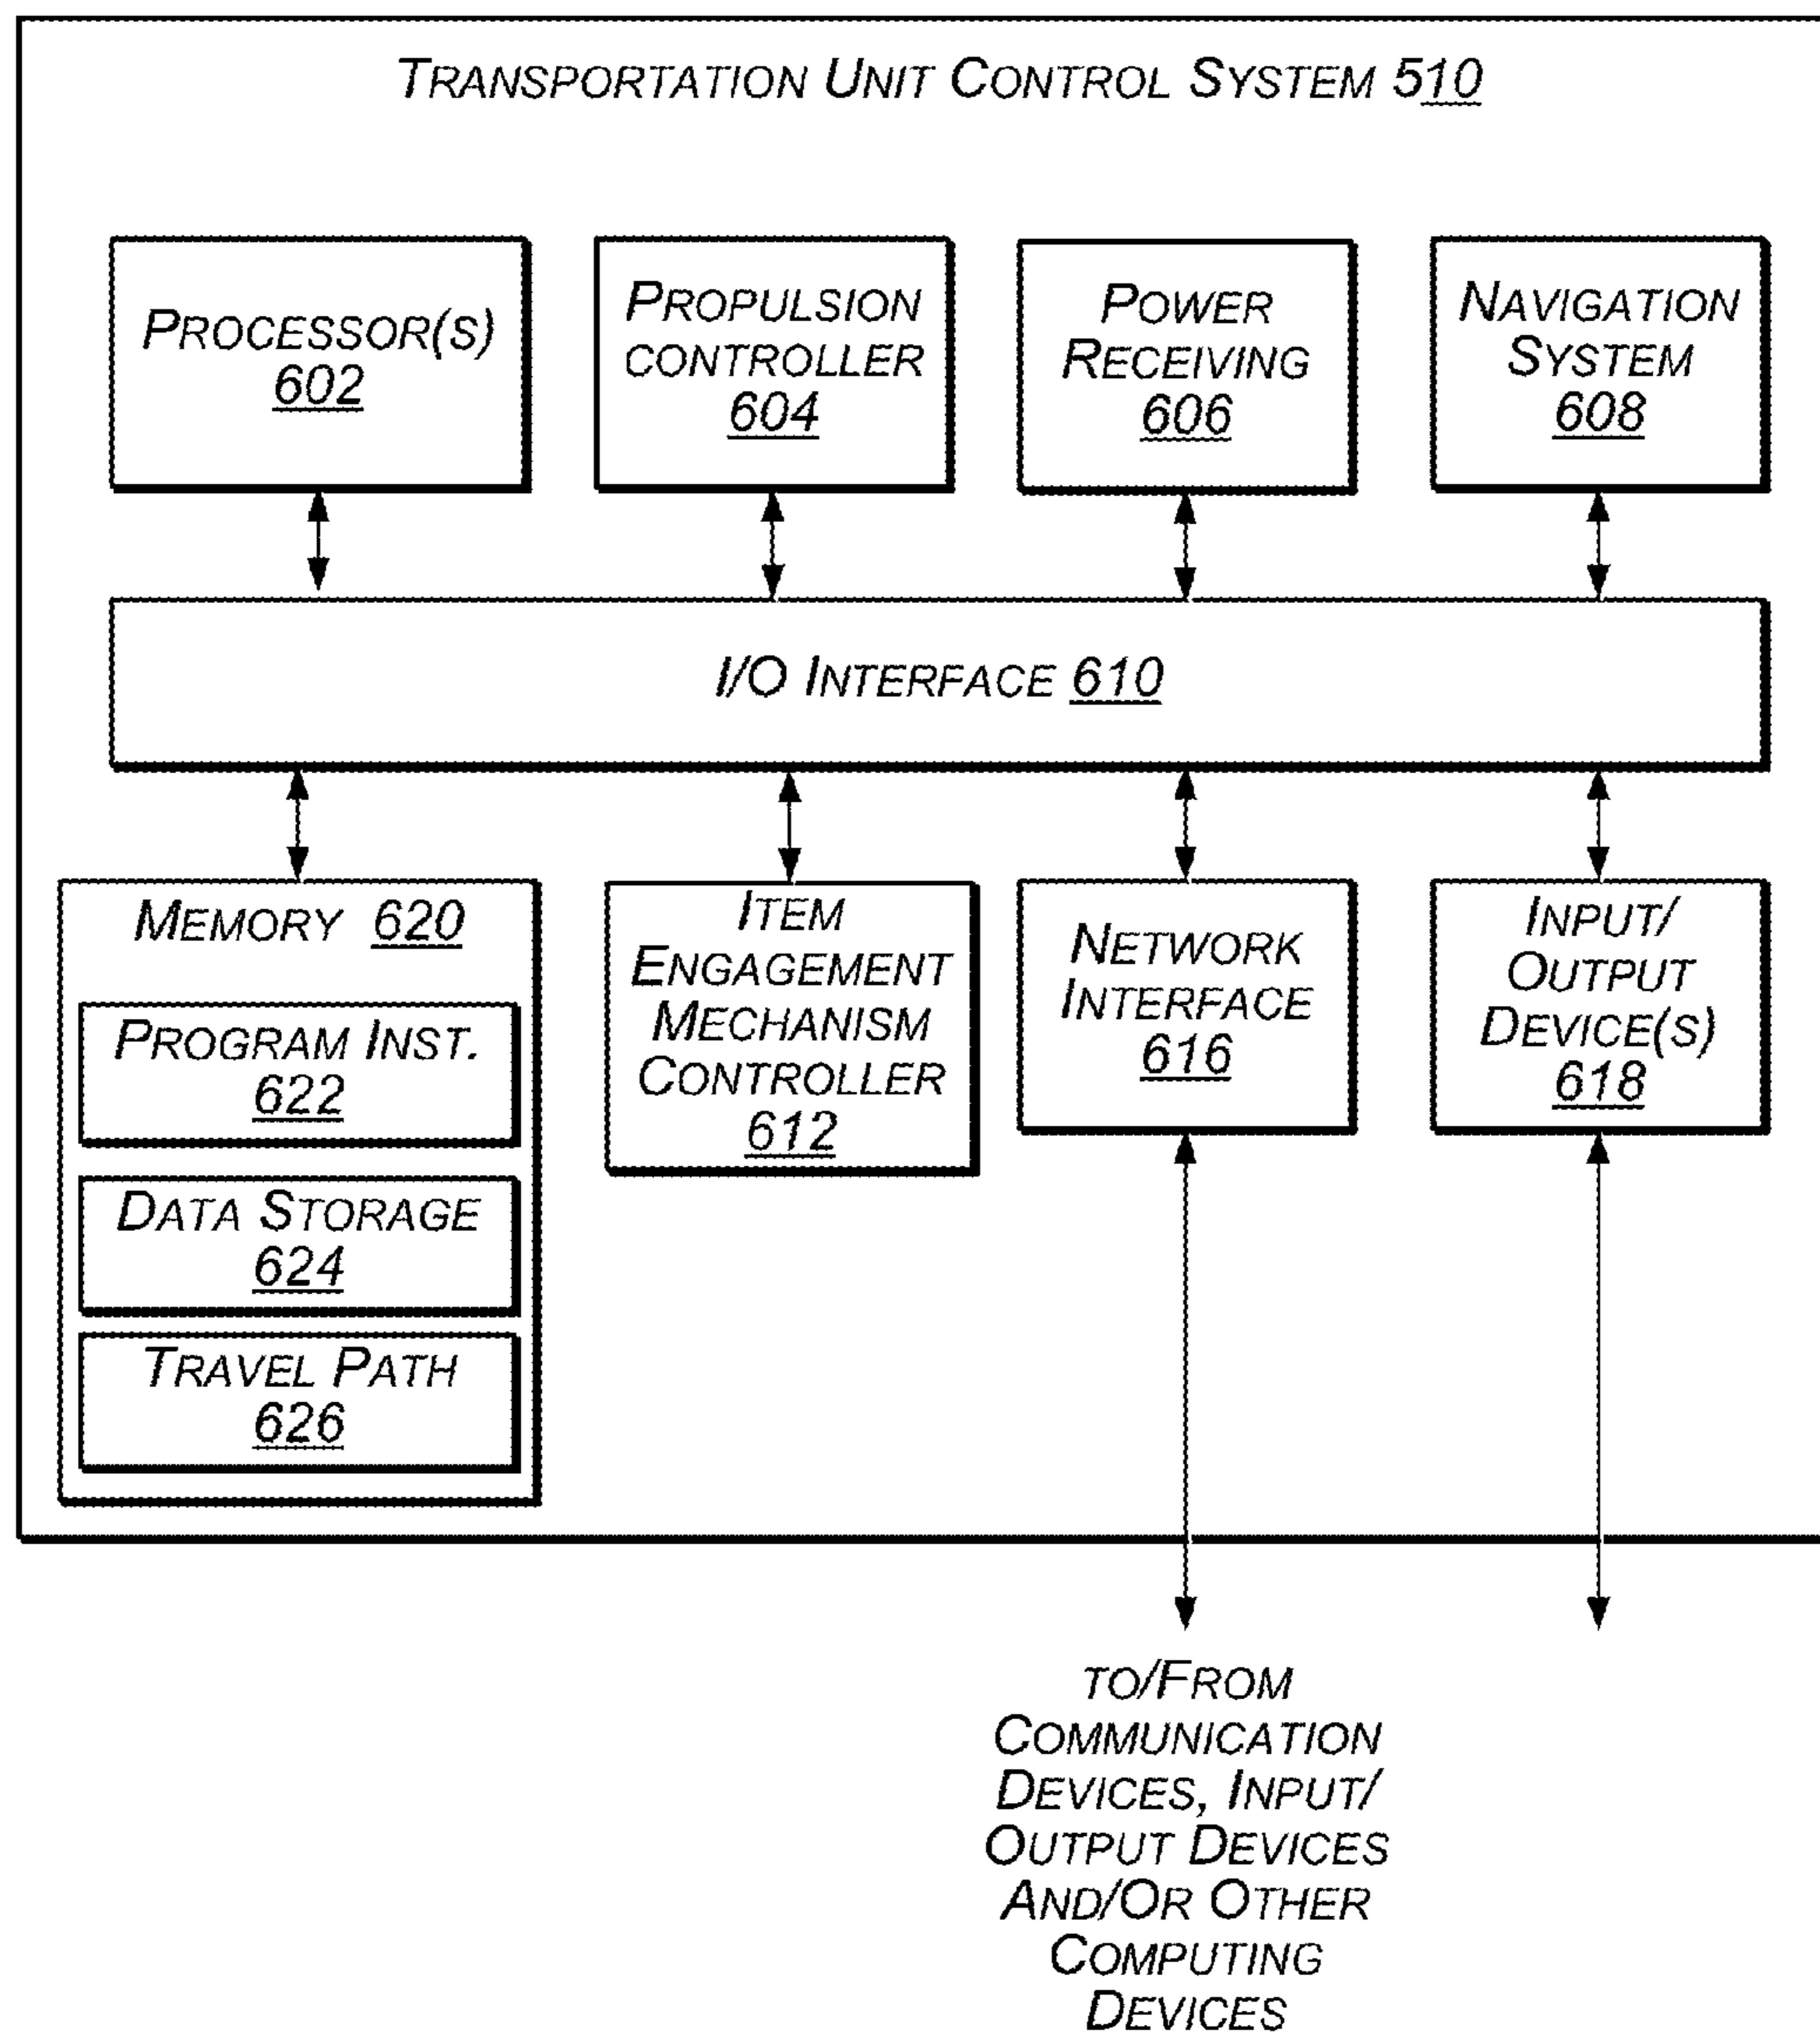 TRANSPORTATION UNIT CONTROL SYSTEM 510
PROCESSOR(S)
602
PROPULSION
CONTROLLER
604
POWER
RECEIVING
606
NAVIGATION
SYSTEM
608
I/O INTERFACE 610
MEMORY 620
PROGRAM INST.
622
DATA STORAGE
624
TRAVEL PATH
626
ITEM
ENGAGEMENT
MECHANISM
CONTROLLER
612
NETWORK
INTERFACE
616
INPUT/
OUTPUT
DEVICE(S)
618
TO/FROM
COMMUNICATION
DEVICES, INPUT/
OUTPUT DEVICES
AND/OR OTHER
COMPUTING
DEVICES